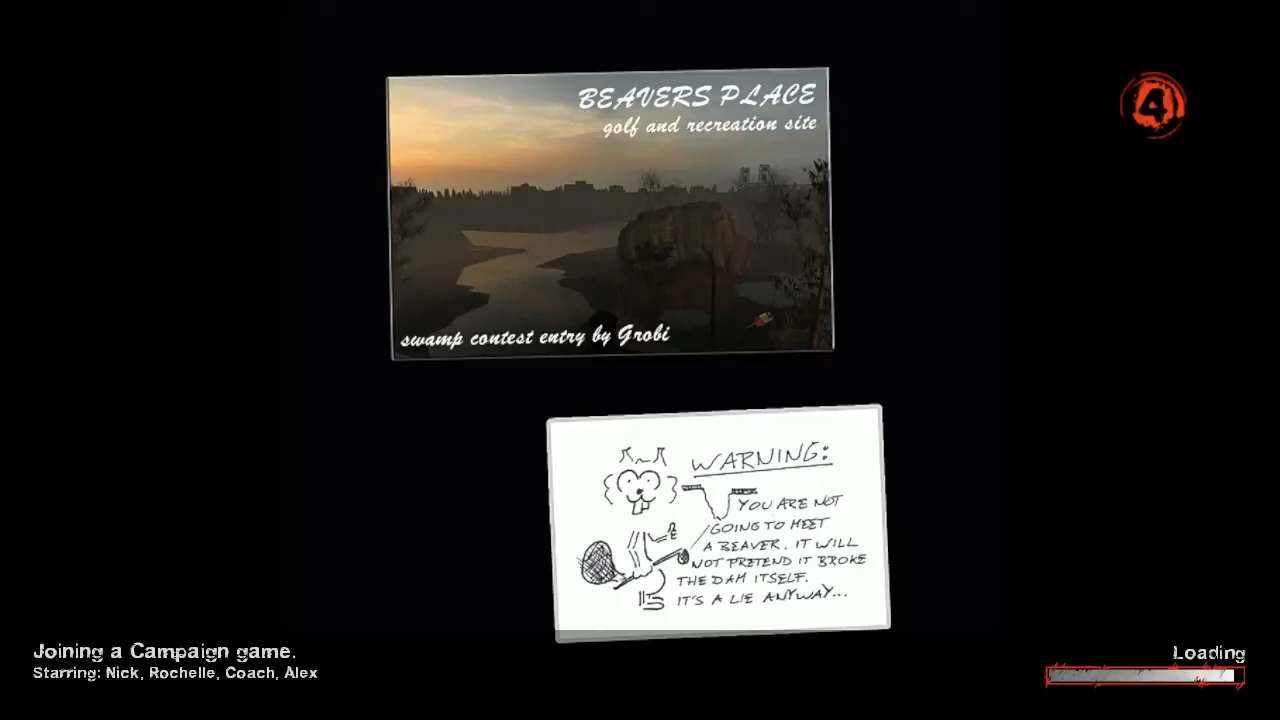 BEAVERS PLACE
golf and recreation site
4
swamp contest entry by Grobi
WARNING:
YOU ARE NOT
GOING TO MEET
A BEAVER. IT WILL
NOT PRETEND IT BROKE
THE DAM ITSELF.
IT'S A LIE ANYWAY...
Joining a Campaign game.
Starring: Nick, Rochelle, Coach, Alex
Loading